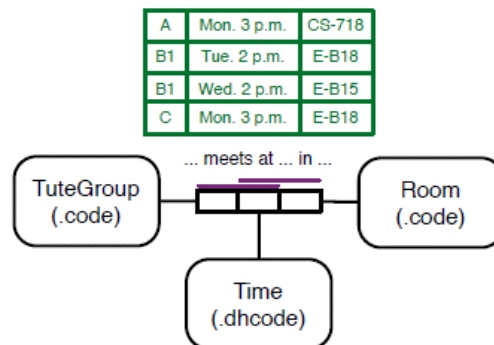 A Mon. 3 p.m. CS-718
B1 Tue. 2 p.m. E-B18
B1 Wed. 2 p.m. E-B15
C Mon. 3 p.m. E-B18
... meets at ... in ...
TuteGroup
(.code)
Room
(.code)
Time
(.dhcode)